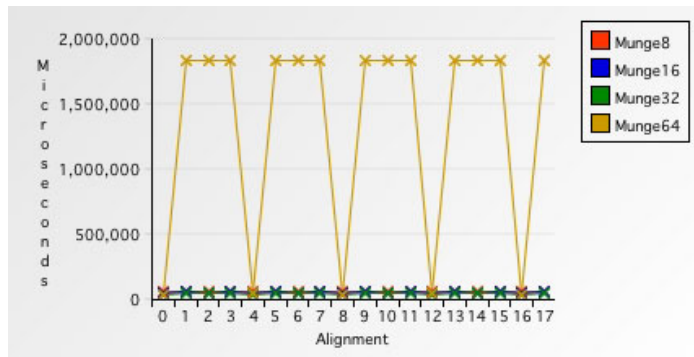 2,000,000
1,500,000
1,000,000
500,000
0
Microseconds
0 1 2 3 4 5 6 7 8 9 10 11 12 13 14 15 16 17
Alignment
Munge8
Munge16
Munge32
Munge64